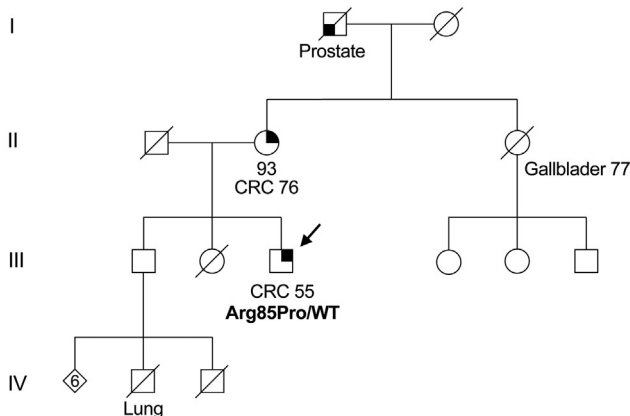 I
Prostate
II
93
CRC 76
Gallblader 77
III
CRC 55
Arg85Pro/WT
IV
6
Lung